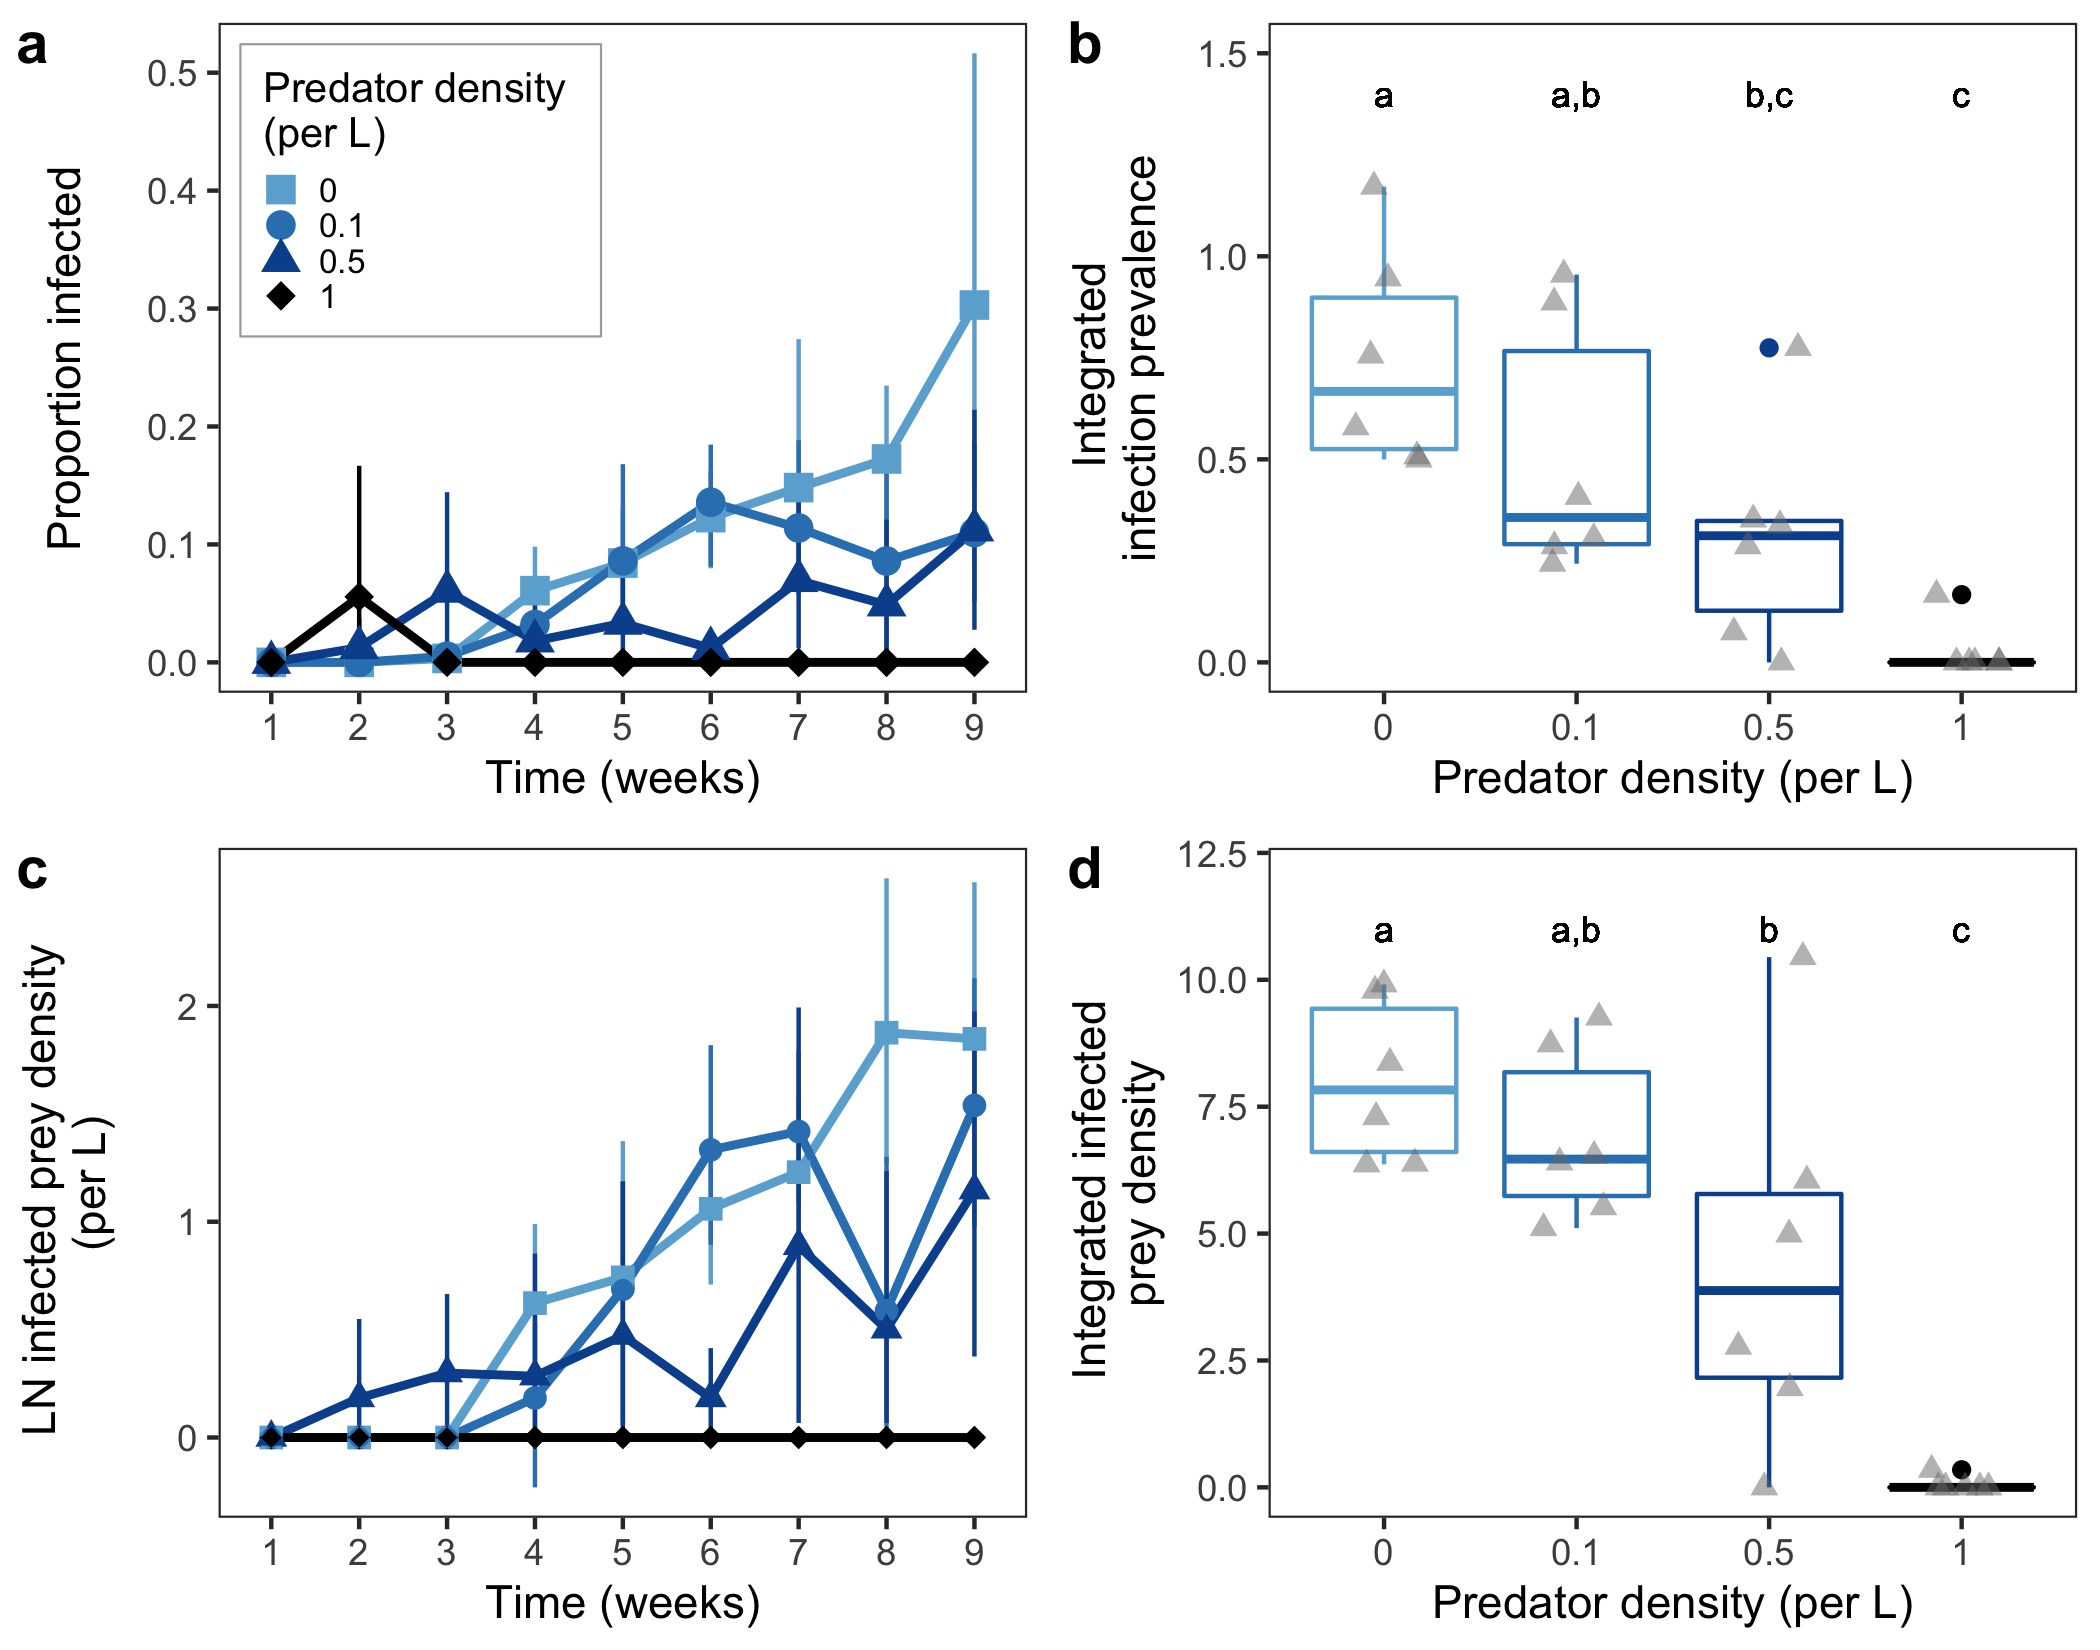 a
0.5
0.4
0.3
0.2
0.1
0.0
Proportion infected
Predator density
(per L)
0
0.1
0.5
1
1 2 3 4 5 6 7 8 9
Time (weeks)
b
1.5
1.0
0.5
0.0
Integrated
infection prevalence
a a,b b,c c
0 0.1 0.5 1
Predator density (per L)
c
2
1
0
LN infected prey density
(per L)
1 2 3 4 5 6 7 8 9
Time (weeks)
d
12.5
10.0
7.5
5.0
2.5
0.0
Integrated infected
prey density
a a,b b c
0 0.1 0.5 1
Predator density (per L)